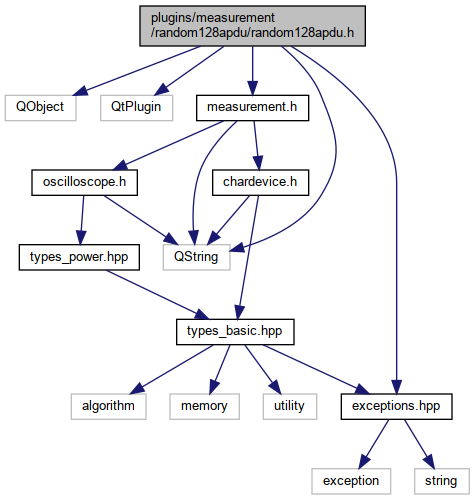 plugins/measurement
/random128apdu/random128apdu.h
QObject
QtPlugin
measurement.h
oscilloscope.h
chardevice.h
types_power.hpp
QString
types_basic.hpp
algorithm
memory
utility
exceptions.hpp
exception
string